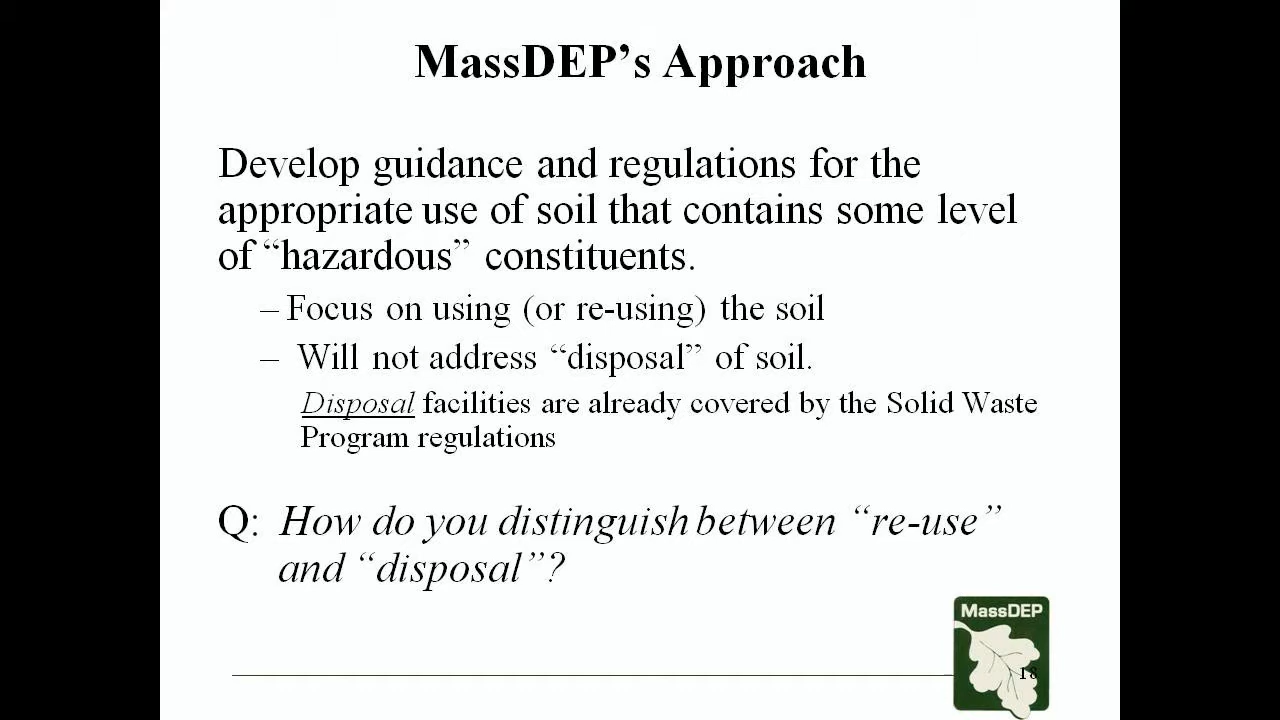 MassDEP’s Approach
Develop guidance and regulations for the
appropriate use of soil that contains some level
of “hazardous” constituents.
– Focus on using (or re-using) the soil
– Will not address “disposal” of soil.
Disposal facilities are already covered by the Solid Waste
Program regulations
Q: How do you distinguish between “re-use”
and “disposal”?
MassDEP
18